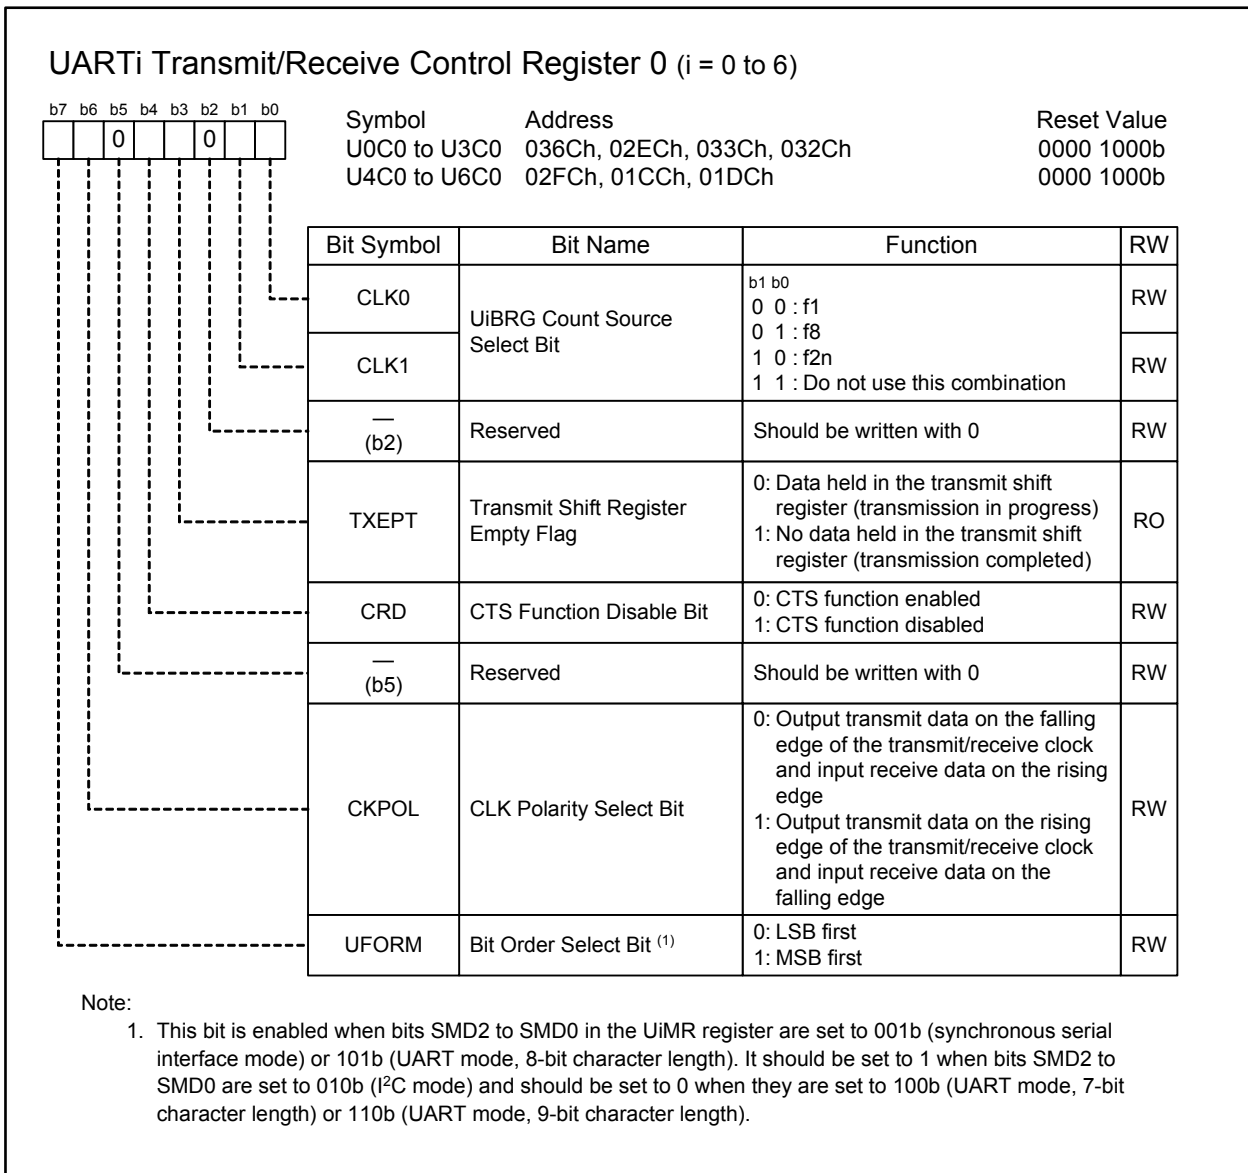 UARTi Transmit/Receive Control Register 0 (i = 0 to 6)
b7 b6 b5 b4 b3 b2 b1 b0
0 0
Symbol Address Reset Value
U0C0 to U3C0 036Ch, 02ECh, 033Ch, 032Ch 0000 1000b
U4C0 to U6C0 02FCh, 01CCh, 01DCh 0000 1000b
Bit Symbol Bit Name Function RW
CLK0
CLK1
UiBRG Count Source
Select Bit
b1 b0
0 0 : f1
0 1 : f8
1 0 : f2n
1 1 : Do not use this combination
RW
RW
—
(b2)
Reserved
Should be written with 0
RW
TXEPT
Transmit Shift Register
Empty Flag
0: Data held in the transmit shift
register (transmission in progress)
1: No data held in the transmit shift
register (transmission completed)
RO
CRD
CTS Function Disable Bit
0: CTS function enabled
1: CTS function disabled
RW
—
(b5)
Reserved
Should be written with 0
RW
CKPOL
CLK Polarity Select Bit
0: Output transmit data on the falling
edge of the transmit/receive clock
and input receive data on the rising
edge
1: Output transmit data on the rising
edge of the transmit/receive clock
and input receive data on the
falling edge
RW
UFORM
Bit Order Select Bit (1)
0: LSB first
1: MSB first
RW
Note:
1. This bit is enabled when bits SMD2 to SMD0 in the UiMR register are set to 001b (synchronous serial
interface mode) or 101b (UART mode, 8-bit character length). It should be set to 1 when bits SMD2 to
SMD0 are set to 010b (I²C mode) and should be set to 0 when they are set to 100b (UART mode, 7-bit
character length) or 110b (UART mode, 9-bit character length).